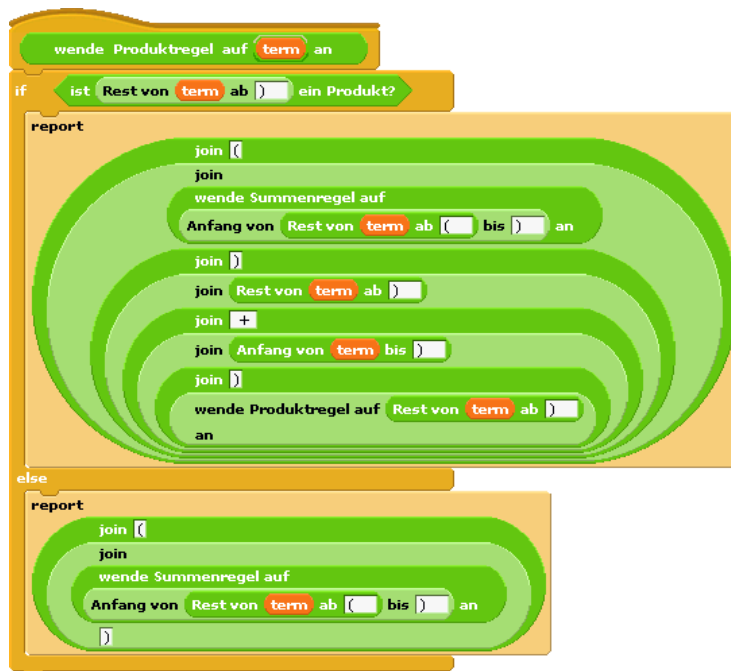 wende Produktregel auf term an
if ist Rest von term ab ) ein Produkt?
report
join (
join
wende Summenregel auf
Anfang von Rest von term ab ( bis ) an
join )
join Rest von term ab )
join +
join Anfang von term bis )
join )
wende Produktregel auf Rest von term ab )
an
else
report
join (
join
wende Summenregel auf
Anfang von Rest von term ab ( bis ) an
)